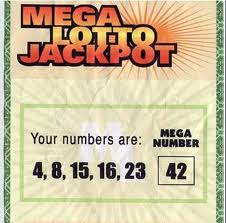 MEGA
LOTTO
JACKPOT
Your numbers are:
MEGA
NUMBER
4, 8, 15, 16, 23
42